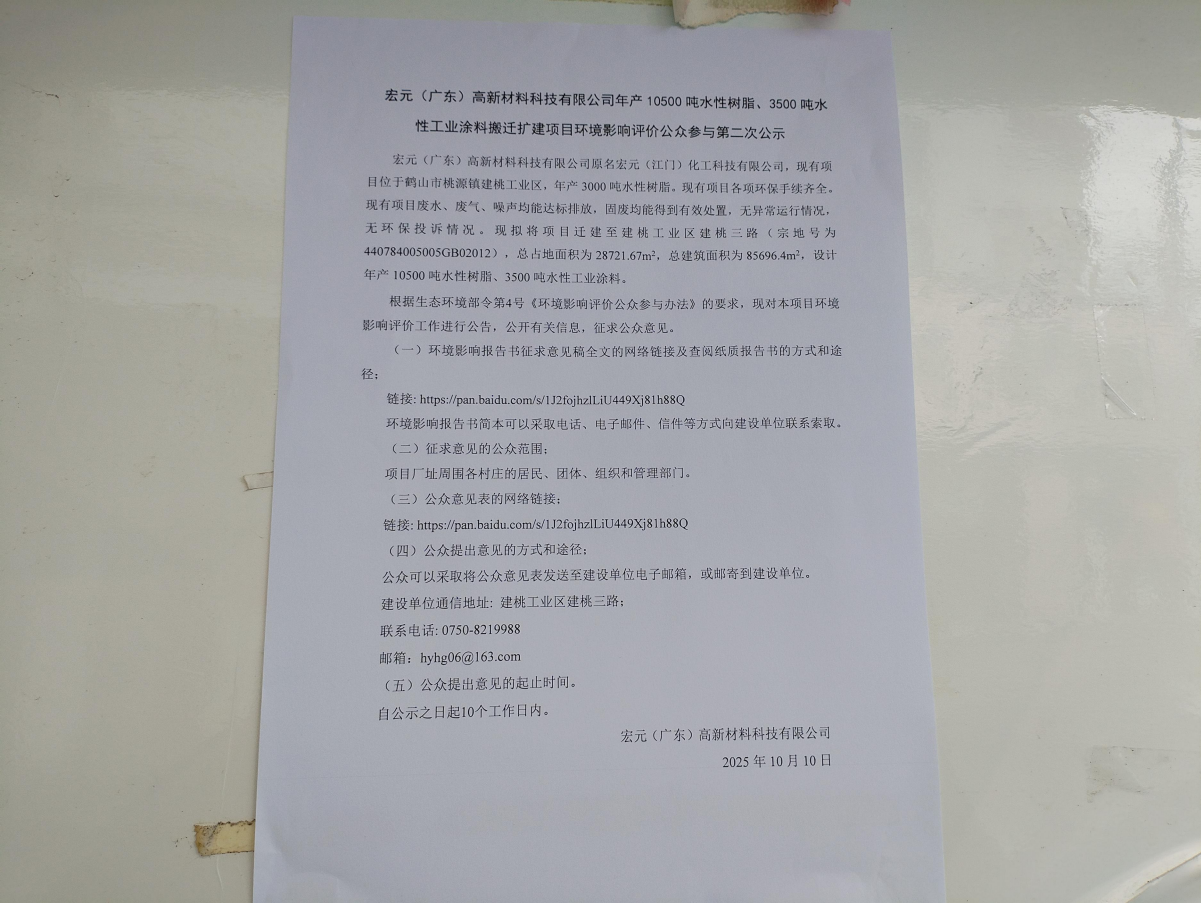 宏元（广东）高新材料科技有限公司年产 10500 吨水性树脂、3500 吨水
性工业涂料搬迁扩建项目环境影响评价公众参与第二次公示
宏元（广东）高新材料科技有限公司原名宏元（江门）化工科技有限公司，现有项
目位于鹤山市桃源镇建桃工业区，年产 3000 吨水性树脂。现有项目各项环保手续齐全。
现有项目废水、废气、噪声均能达标排放，固废均能得到有效处置，无异常运行情况，
无环保投诉情况。现拟将项目迁建至建桃工业区建桃三路（宗地号为
440784005005GB02012），总占地面积为 28721.67m²，总建筑面积为 85696.4m²，设计
年产 10500 吨水性树脂、3500 吨水性工业涂料。
根据生态环境部令第4号《环境影响评价公众参与办法》的要求，现对本项目环境
影响评价工作进行公告，公开有关信息，征求公众意见。
（一）环境影响报告书征求意见稿全文的网络链接及查阅纸质报告书的方式和途
径；
链接: https://pan.baidu.com/s/1J2fojhzlLiU449Xj81h88Q
环境影响报告书简本可以采取电话、电子邮件、信件等方式向建设单位联系索取。
（二）征求意见的公众范围；
项目厂址周围各村庄的居民、团体、组织和管理部门。
（三）公众意见表的网络链接；
链接: https://pan.baidu.com/s/1J2fojhzlLiU449Xj81h88Q
（四）公众提出意见的方式和途径；
公众可以采取将公众意见表发送至建设单位电子邮箱，或邮寄到建设单位。
建设单位通信地址: 建桃工业区建桃三路；
联系电话: 0750-8219988
邮箱：hyhg06@163.com
（五）公众提出意见的起止时间。
自公示之日起10个工作日内。
宏元（广东）高新材料科技有限公司
2025 年 10 月 10 日